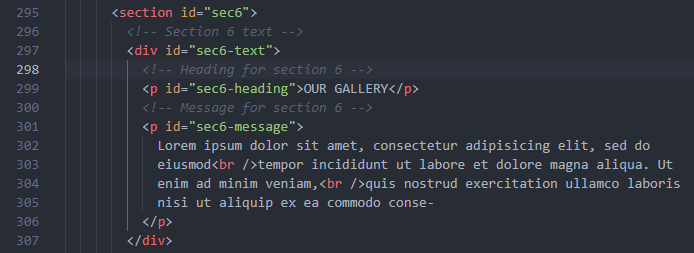 295 <section id="sec6">
296 <!-- Section 6 text -->
297 <div id="sec6-text">
298 <!-- Heading for section 6 -->
299 <p id="sec6-heading">OUR GALLERY</p>
300 <!-- Message for section 6 -->
301 <p id="sec6-message">
302 Lorem ipsum dolor sit amet, consectetur adipisicing elit, sed do
303 eiusmod<br />tempor incididunt ut labore et dolore magna aliqua. Ut
304 enim ad minim veniam,<br />quis nostrud exercitation ullamco laboris
305 nisi ut aliquip ex ea commodo conse-
306 </p>
307 </div>